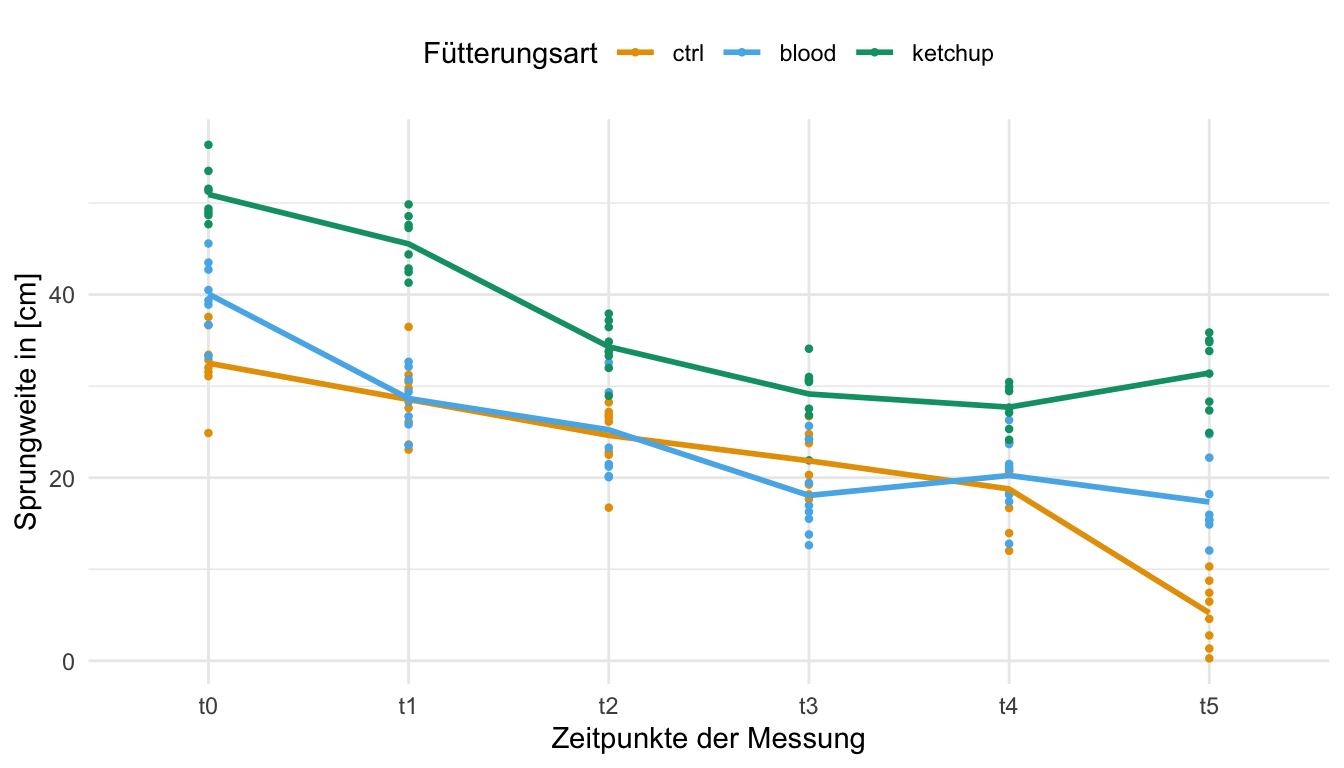 Fütterungsart ctrl blood ketchup
Sprungweite in [cm]
40
20
0
t0 t1 t2 t3 t4 t5
Zeitpunkte der Messung